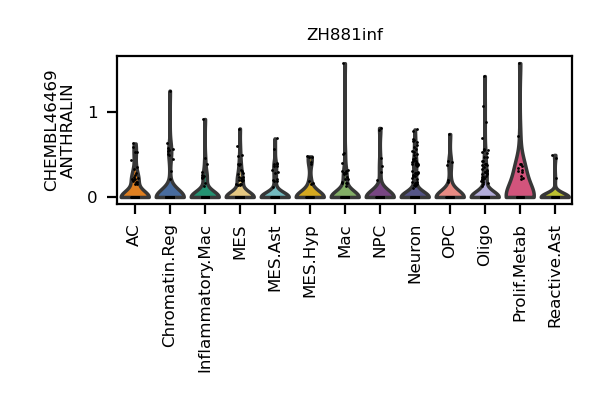 ZH881inf
CHEMBL46469
ANTHRALIN
1
0
AC
Chromatin.Reg
Inflammatory.Mac
MES
MES.Ast
MES.Hyp
Mac
NPC
Neuron
OPC
Oligo
Prolif.Metab
Reactive.Ast